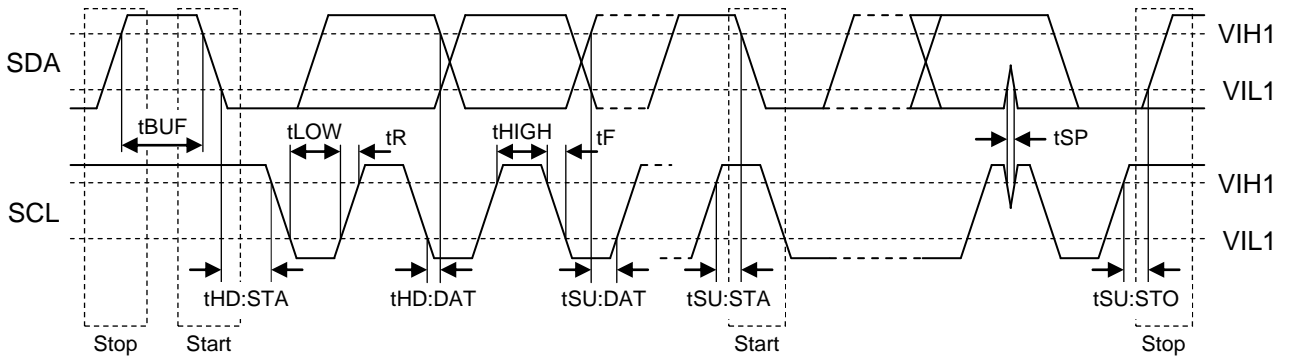 SDA
VIH1
VIL1
tBUF
tLOW
tR
tHIGH
tF
tSP
SCL
VIH1
VIL1
tHD:STA
tHD:DAT
tSU:DAT
tSU:STA
tSU:STO
Stop
Start
Start
Stop